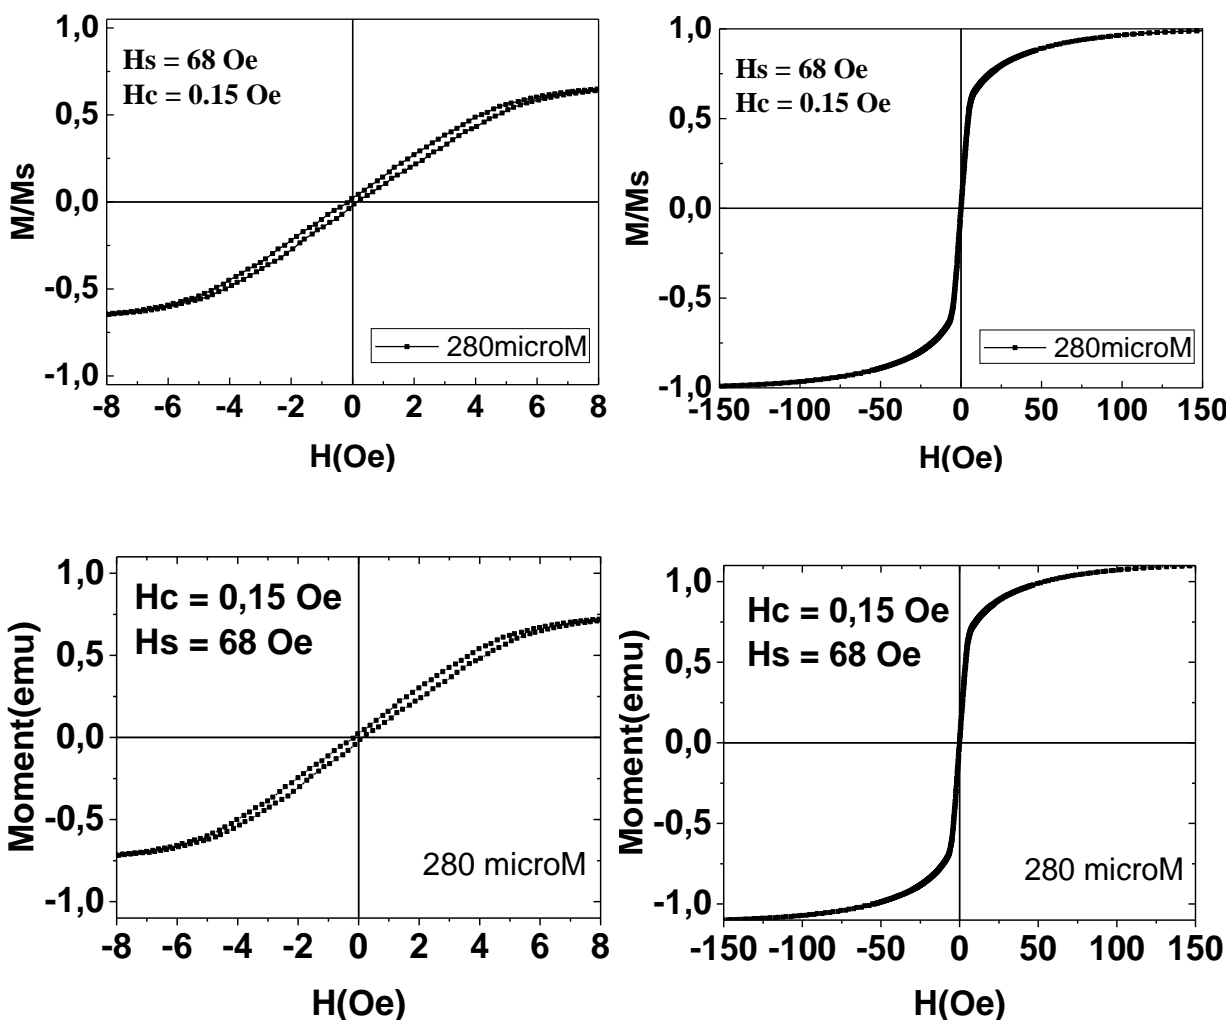 1,0
0,5
0,0
-0,5
-1,0
M/Ms
Hs = 68 Oe
Hc = 0.15 Oe
280microM
-8 -6 -4 -2 0 2 4 6 8
H(Oe)
1,0
0,5
0,0
-0,5
-1,0
M/Ms
Hs = 68 Oe
Hc = 0.15 Oe
280microM
-150 -100 -50 0 50 100 150
H(Oe)
1,0
0,5
0,0
-0,5
-1,0
Moment(emu)
Hc = 0,15 Oe
Hs = 68 Oe
280 microM
-8 -6 -4 -2 0 2 4 6 8
H(Oe)
1,0
0,5
0,0
-0,5
-1,0
Moment(emu)
Hc = 0,15 Oe
Hs = 68 Oe
280 microM
-150 -100 -50 0 50 100 150
H(Oe)